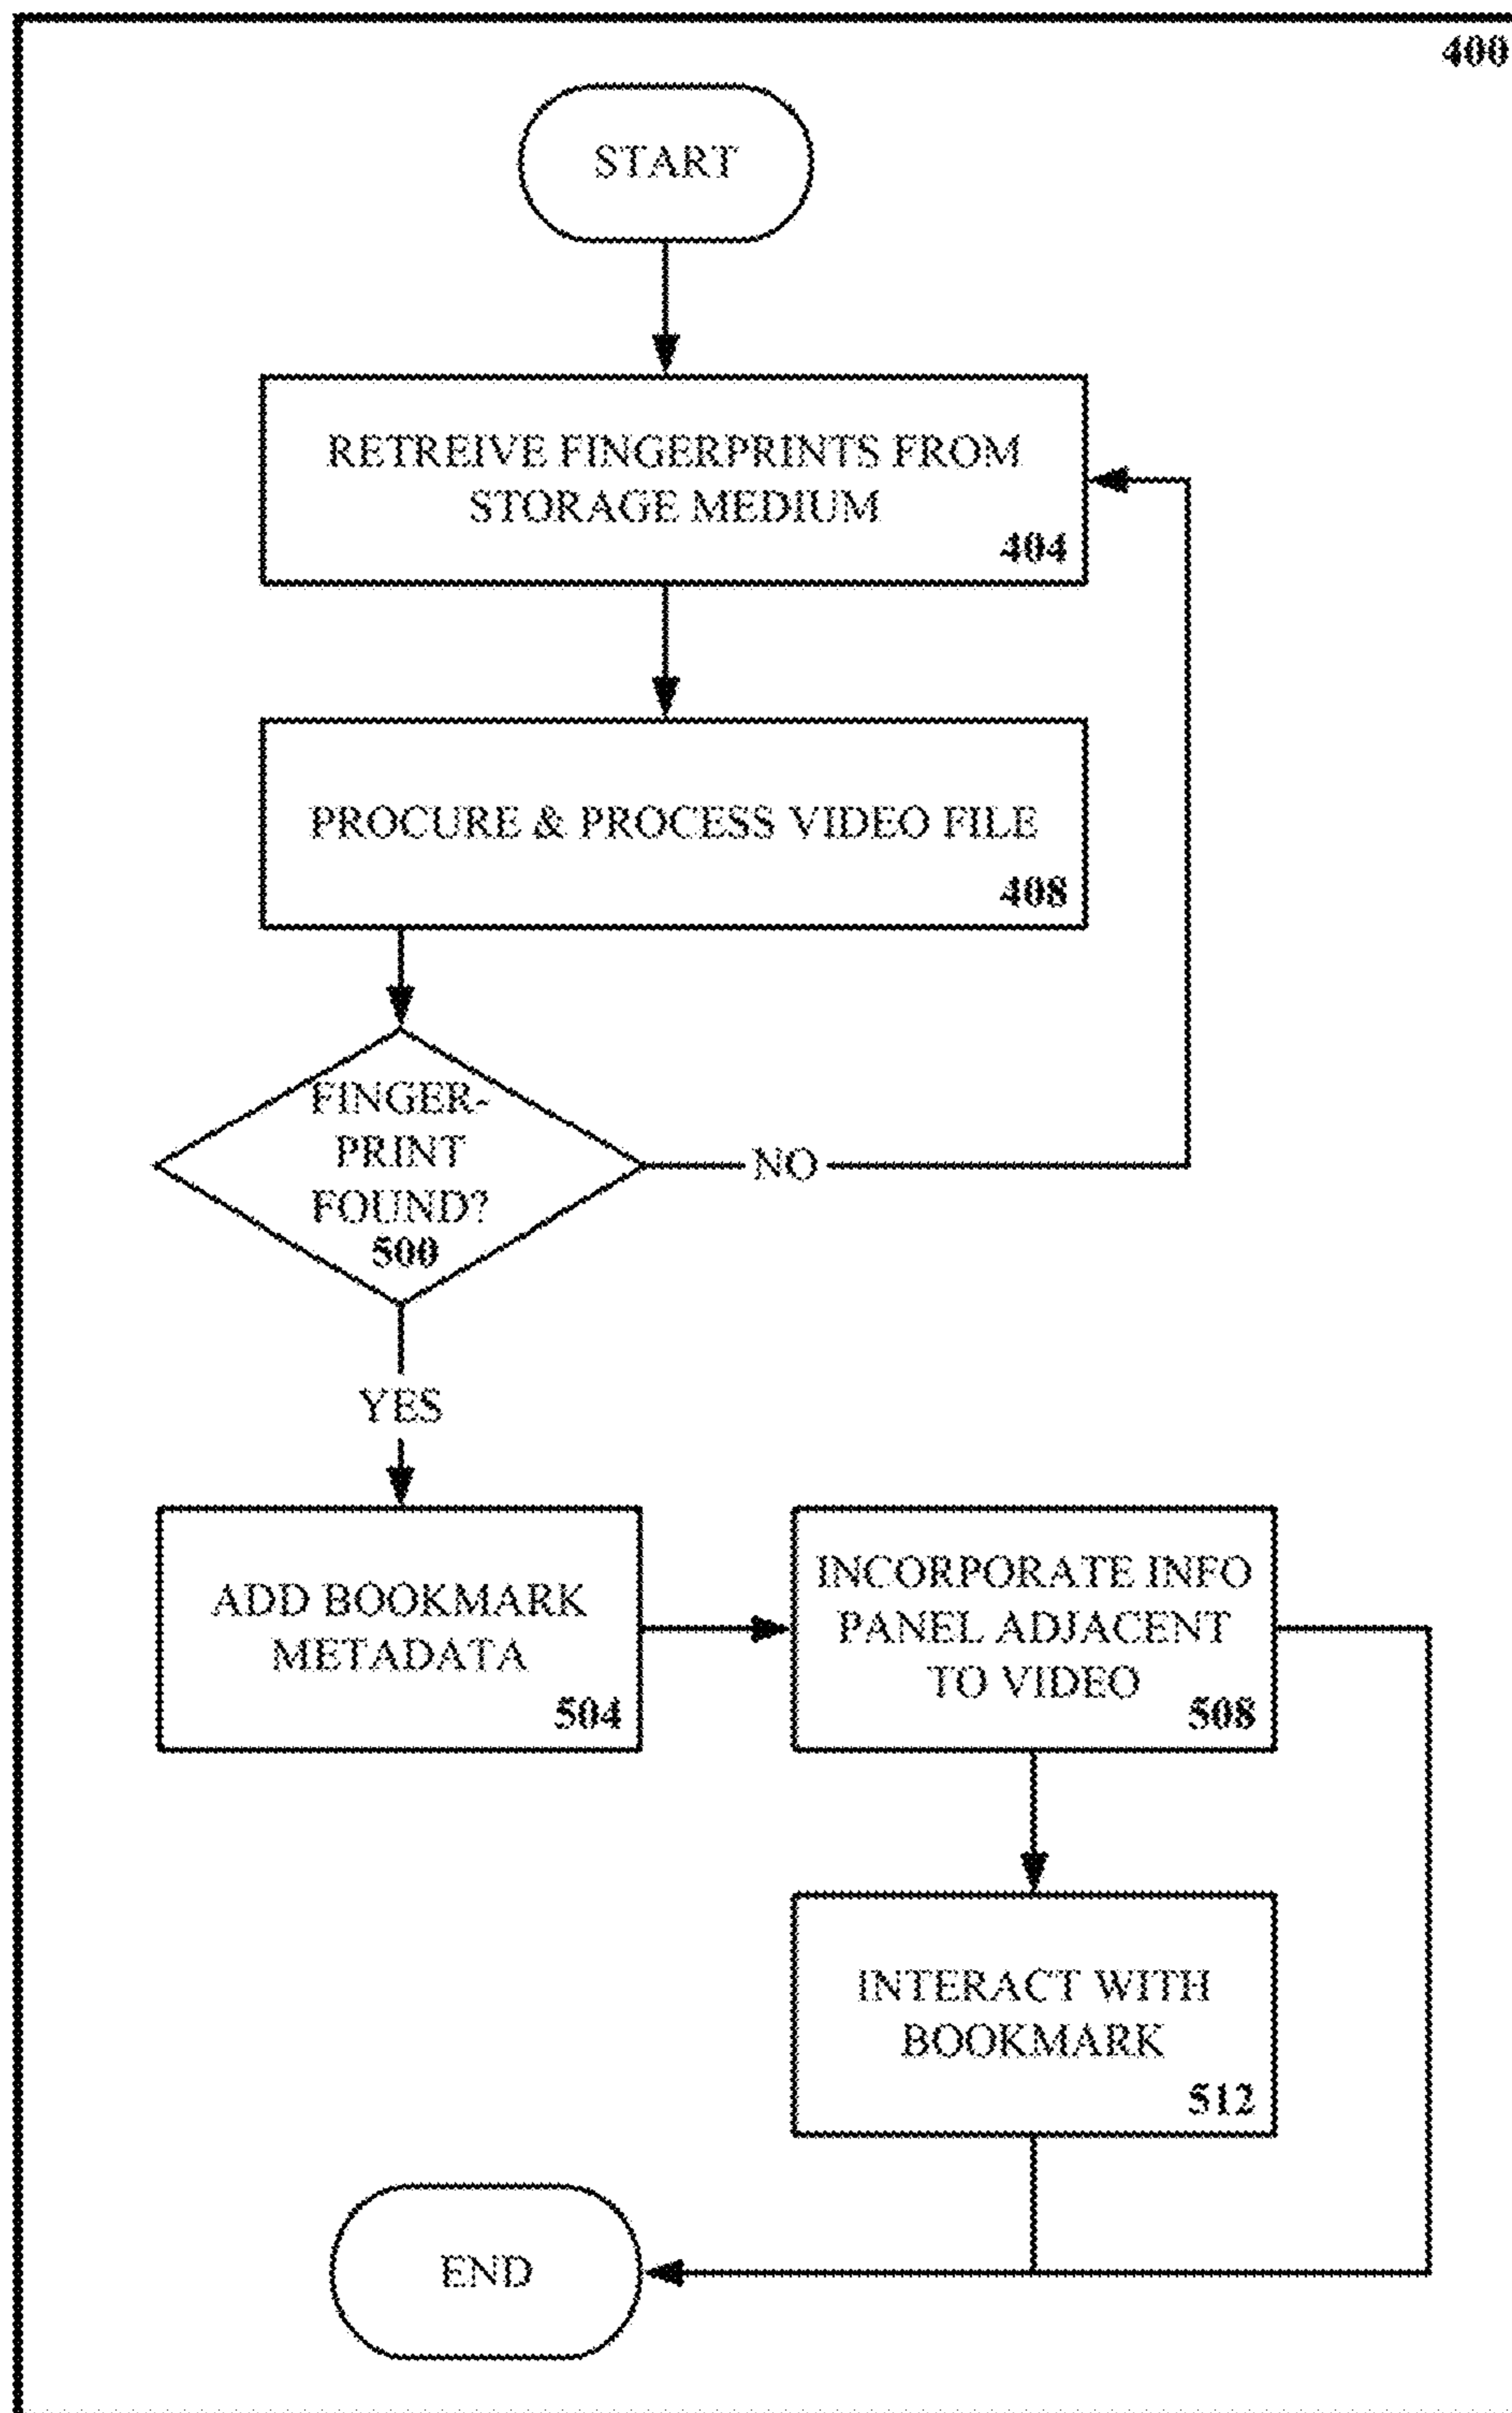 400
START
RETREIVE FINGERPRINTS FROM
STORAGE MEDIUM
404
PROCURE & PROCESS VIDEO FILE
408
FINGER-
PRINT
FOUND?
500
NO
YES
ADD BOOKMARK
METADATA
504
INCORPORATE INFO
PANEL ADJACENT
TO VIDEO
508
INTERACT WITH
BOOKMARK
512
END